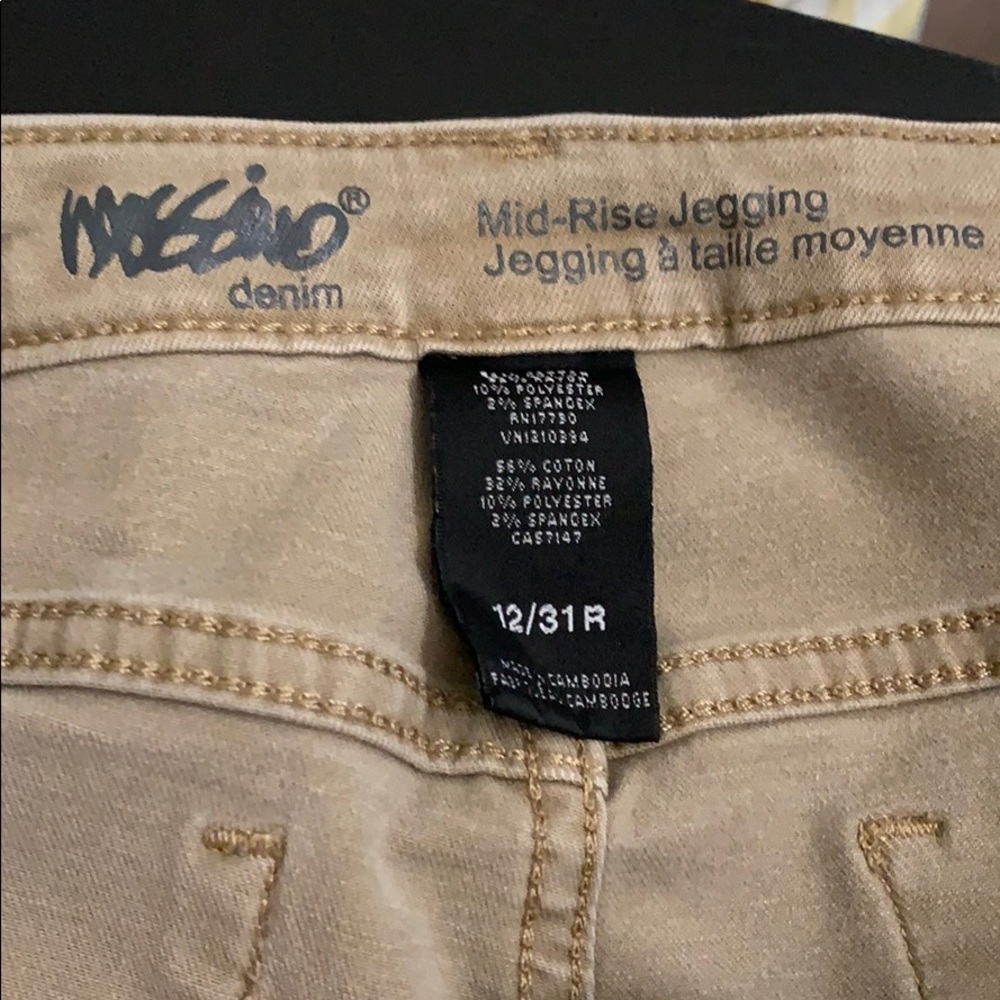 mossimo®
denim
Mid-Rise Jegging
Jegging à taille moyenne
10% POLYESTER
2% SPANDEX
RN17730
VN1210394
56% COTON
32% RAYONNE
10% POLYESTER
2% SPANDEX
CA57147
12/31R
CAMBODIA
CAMBODGE